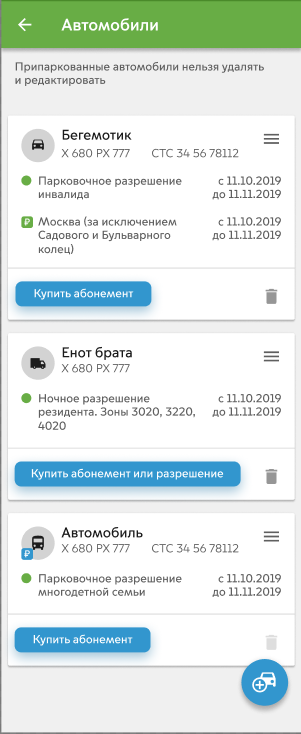 Автомобили
Припаркованные автомобили нельзя удалять
и редактировать
Бегемотик
Х 680 РХ 777 СТС 34 56 78112
Парковочное разрешение с 11.10.2019
инвалида до 11.11.2019
₽ Москва (за исключением с 11.10.2019
Садового и Бульварного до 11.11.2019
колец)
Купить абонемент
Енот брата
Х 680 РХ 777
Ночное разрешение с 11.10.2019
резидента. Зоны 3020, 3220, до 11.11.2019
4020
Купить абонемент или разрешение
Автомобиль
₽ Х 680 РХ 777 СТС 34 56 78112
Парковочное разрешение с 11.10.2019
многодетной семьи до 11.11.2019
Купить абонемент